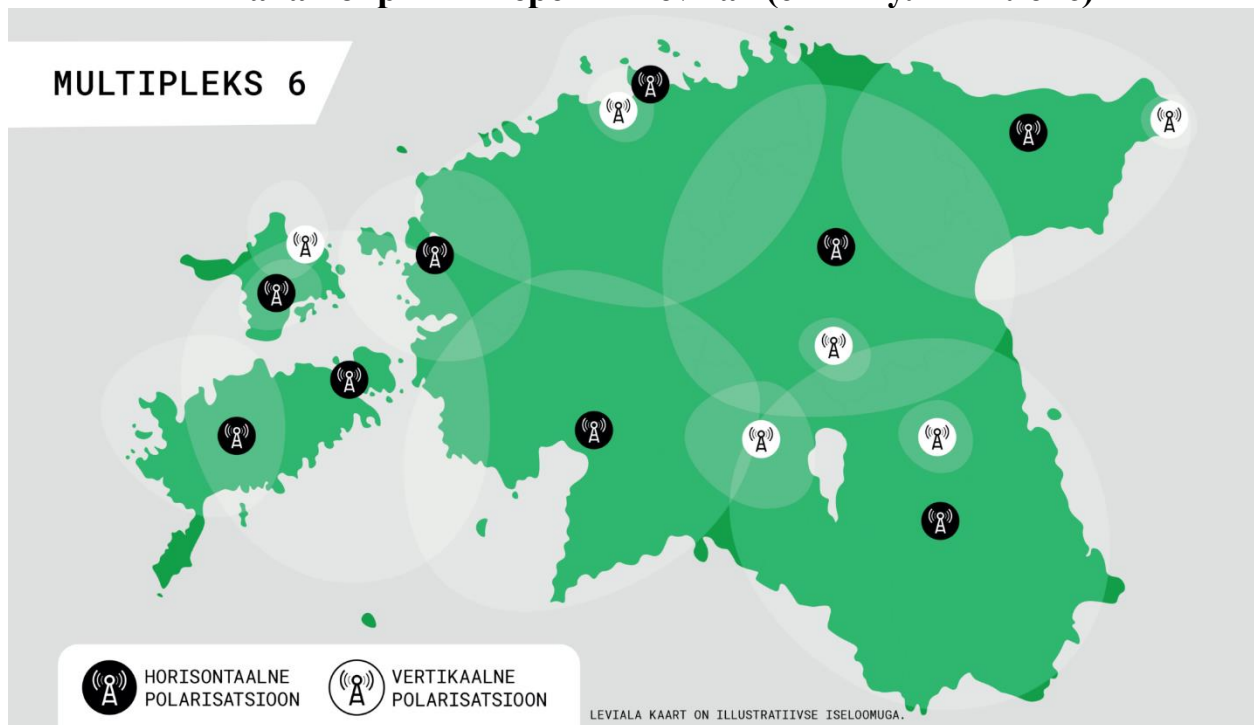 MULTIPLEKS 6
HORISONTAALNE
POLARISATSIOON
VERTIKAALNE
POLARISATSIOON
LEVIALA KAART ON ILLUSTRATIIVSE ISELOOMUGA.